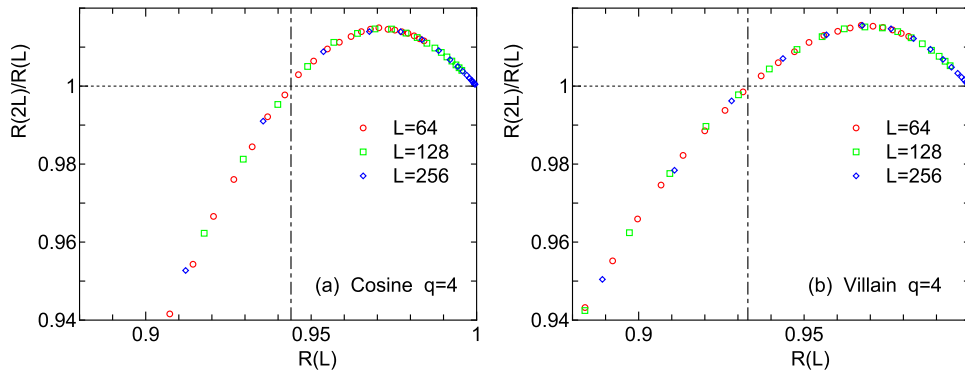 R(2L)/R(L)
1
0.98
0.96
0.94
0.9
0.95
1
R(L)
L=64
L=128
L=256
(a) Cosine q=4
R(2L)/R(L)
1
0.98
0.96
0.94
0.9
0.95
R(L)
L=64
L=128
L=256
(b) Villain q=4